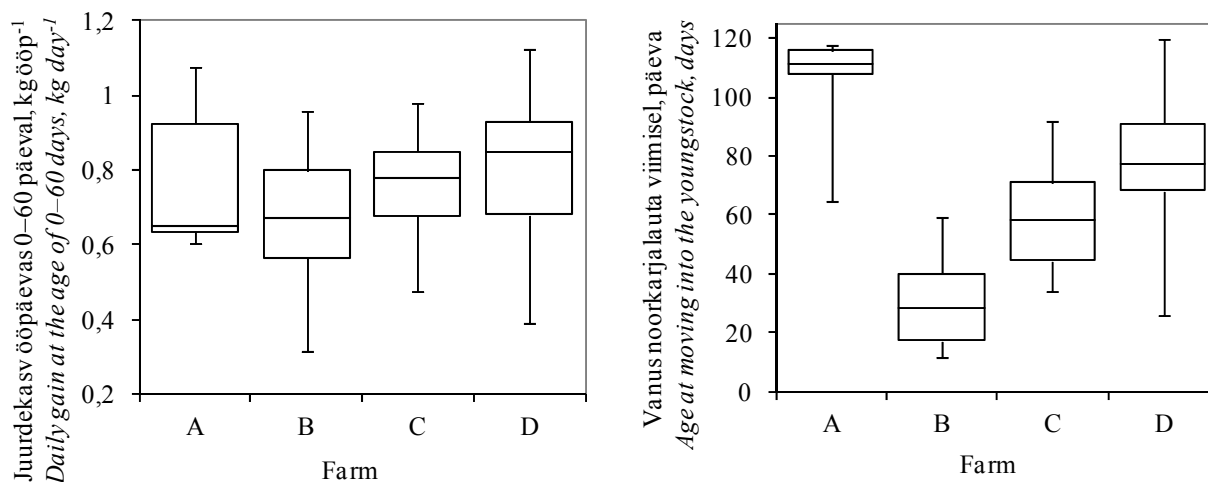 Juurdekasv ööpäevas 0–60 päeval, kg ööp-1
Daily gain at the age of 0–60 days, kg day-1
1,2
1
0,8
0,6
0,4
0,2
A B C D
Farm
Vanus noorkarjalauta viimisel, päeva
Age at moving into the youngstock, days
120
100
80
60
40
20
0
A B C D
Farm